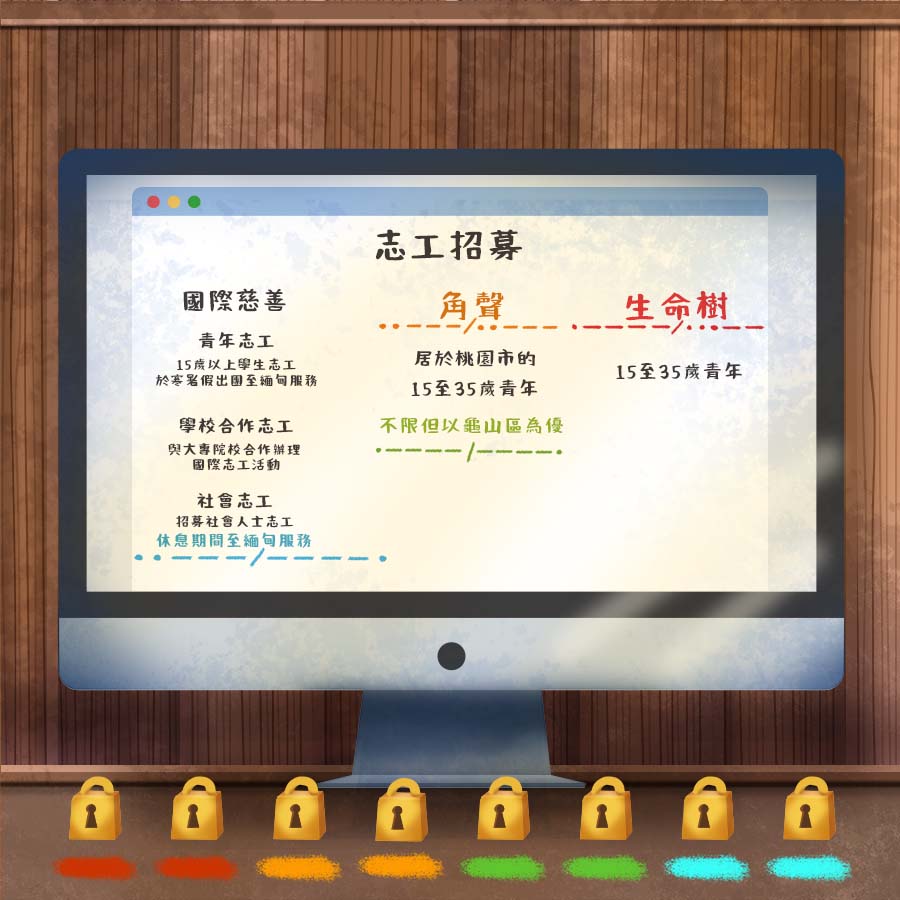 志工招募
國際慈善
青年志工
15歲以上學生志工
於寒暑假出團至緬甸服務
學校合作志工
與大專院校合作辦理
國際志工活動
社會志工
招募社會人士志工
休息期間至緬甸服務
角聲
居於桃園市的
15至35歲青年
不限但以龜山區為優
生命樹
15至35歲青年